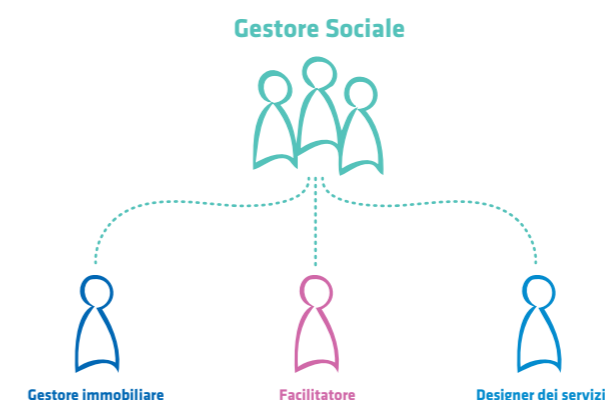 Gestore Sociale
Gestore immobiliare
Facilitatore
Designer dei servizi